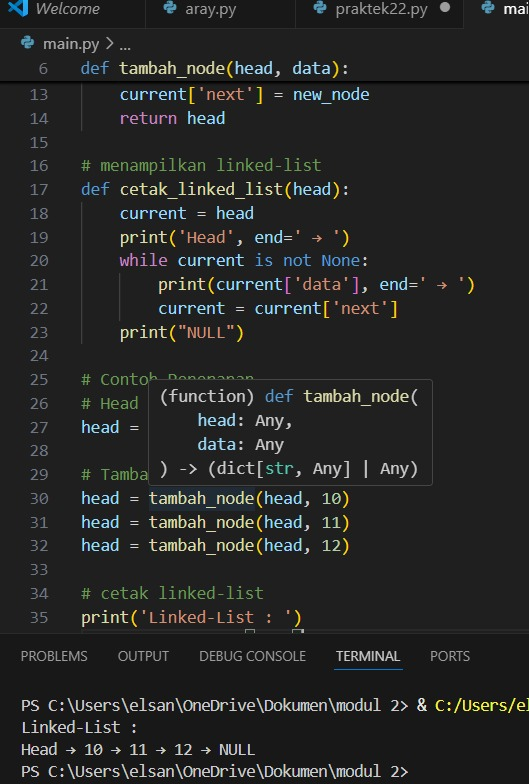 Welcome aray.py praktek22.py mai
main.py > ...
6 def tambah_node(head, data):
13 current['next'] = new_node
14 return head
15
16 # menampilkan linked-list
17 def cetak_linked_list(head):
18 current = head
19 print('Head', end=' → ')
20 while current is not None:
21 print(current['data'], end=' → ')
22 current = current['next']
23 print("NULL")
24
25 # Contoh Penerapan
26 # Head
27 head =
28
29 # Tamba
(function) def tambah_node(
head: Any,
data: Any
) -> (dict[str, Any] | Any)
30 head = tambah_node(head, 10)
31 head = tambah_node(head, 11)
32 head = tambah_node(head, 12)
33
34 # cetak linked-list
35 print('Linked-List : ')
PROBLEMS OUTPUT DEBUG CONSOLE TERMINAL PORTS
PS C:\Users\elsan\OneDrive\Dokumen\modul 2> & C:/Users/el
Linked-List :
Head → 10 → 11 → 12 → NULL
PS C:\Users\elsan\OneDrive\Dokumen\modul 2>